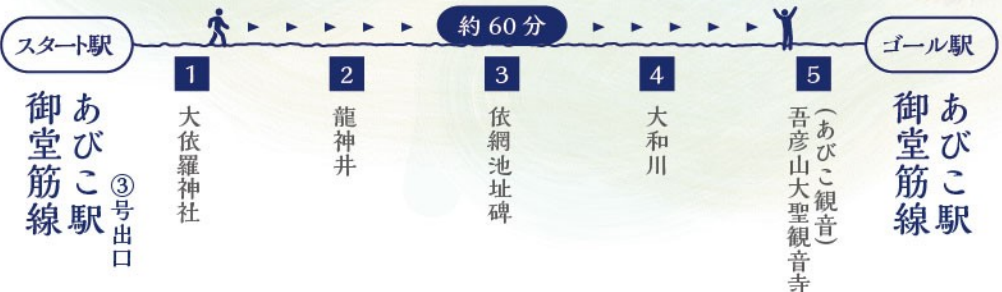 約60分
スタート駅
ゴール駅
御堂筋線
あびこ駅
③号出口
1
大依羅神社
2
龍神井
3
依網池址碑
4
大和川
5
吾彦山大聖観音寺
(あびこ観音)
御堂筋線
あびこ駅